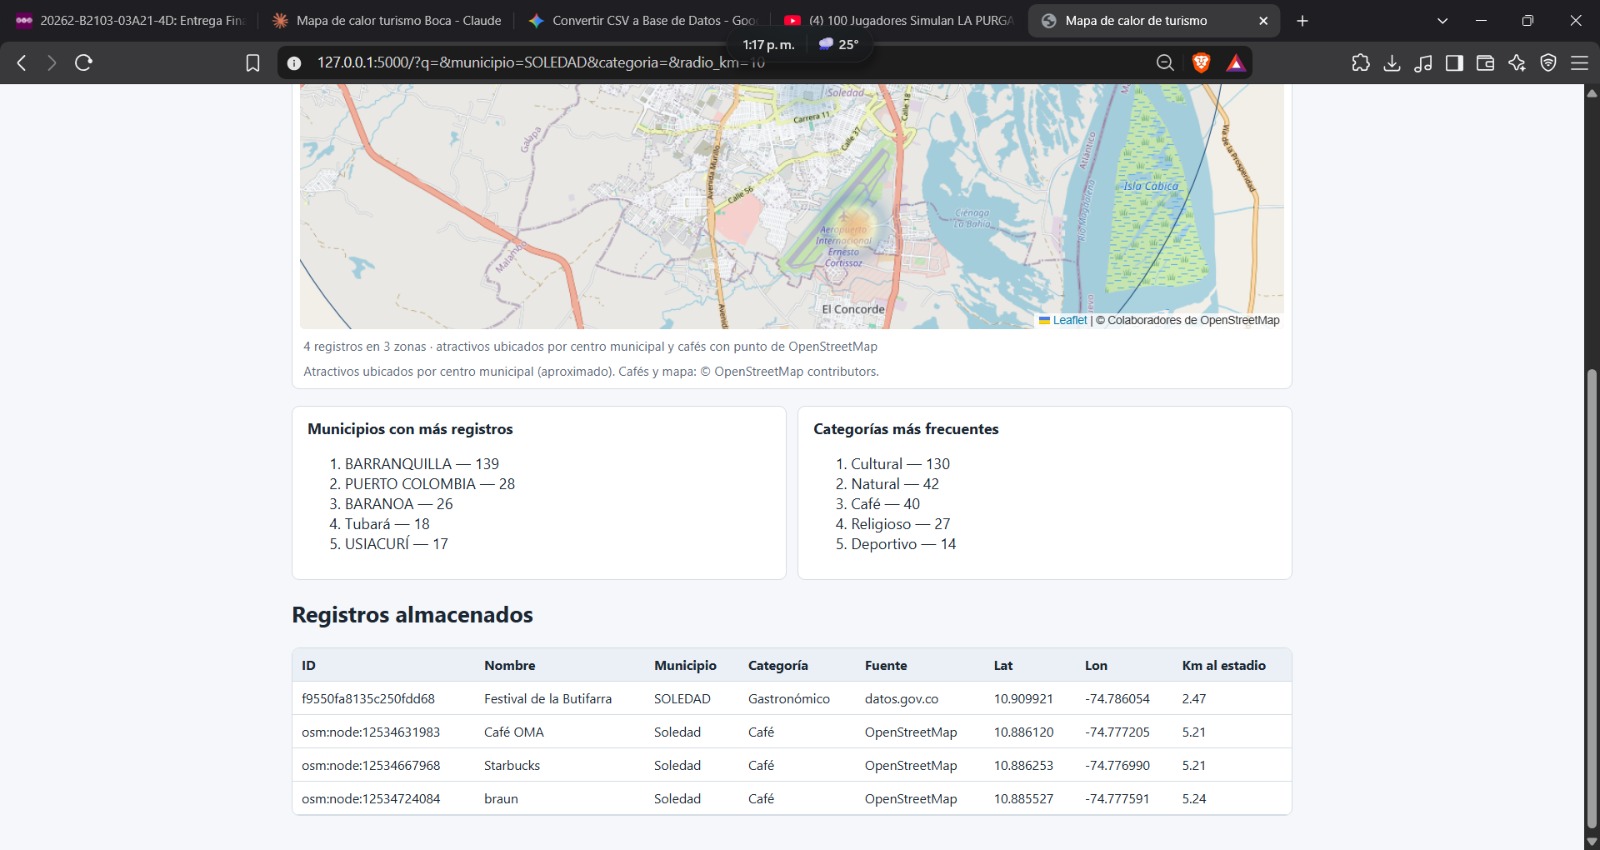 20262-B2103-03A21-4D: Entrega Fin
Mapa de calor turismo Boca - Claude
Convertir CSV a Base de Datos - Goo
(4) 100 Jugadores Simulan LA PURGA
Mapa de calor de turismo
1:17 p.m. 25°
127.0.0.1:5000/?q=&municipio=SOLEDAD&categoria=&radio_km=10
Soledad
Carrera 11
Calle 18
Calle 37
Galapa
Avenida Murillo
Calle 56
Atlántico
Vía de la Prosperidad
Isla Cabica
Ciénaga La Bahía
Río Magdalena
Aeropuerto
Internacional
Ernesto
Cortissoz
Malambo
El Concorde
Leaflet | © Colaboradores de OpenStreetMap
4 registros en 3 zonas · atractivos ubicados por centro municipal y cafés con punto de OpenStreetMap
Atractivos ubicados por centro municipal (aproximado). Cafés y mapa: © OpenStreetMap contributors.
Municipios con más registros
1. BARRANQUILLA — 139
2. PUERTO COLOMBIA — 28
3. BARANOA — 26
4. Tubará — 18
5. USIACURÍ — 17
Categorías más frecuentes
1. Cultural — 130
2. Natural — 42
3. Café — 40
4. Religioso — 27
5. Deportivo — 14
Registros almacenados
ID Nombre Municipio Categoría Fuente Lat Lon Km al estadio
f9550fa8135c250fdd68 Festival de la Butifarra SOLEDAD Gastronómico datos.gov.co 10.909921 -74.786054 2.47
osm:node:12534631983 Café OMA Soledad Café OpenStreetMap 10.886120 -74.777205 5.21
osm:node:12534667968 Starbucks Soledad Café OpenStreetMap 10.886253 -74.776990 5.21
osm:node:12534724084 braun Soledad Café OpenStreetMap 10.885527 -74.777591 5.24